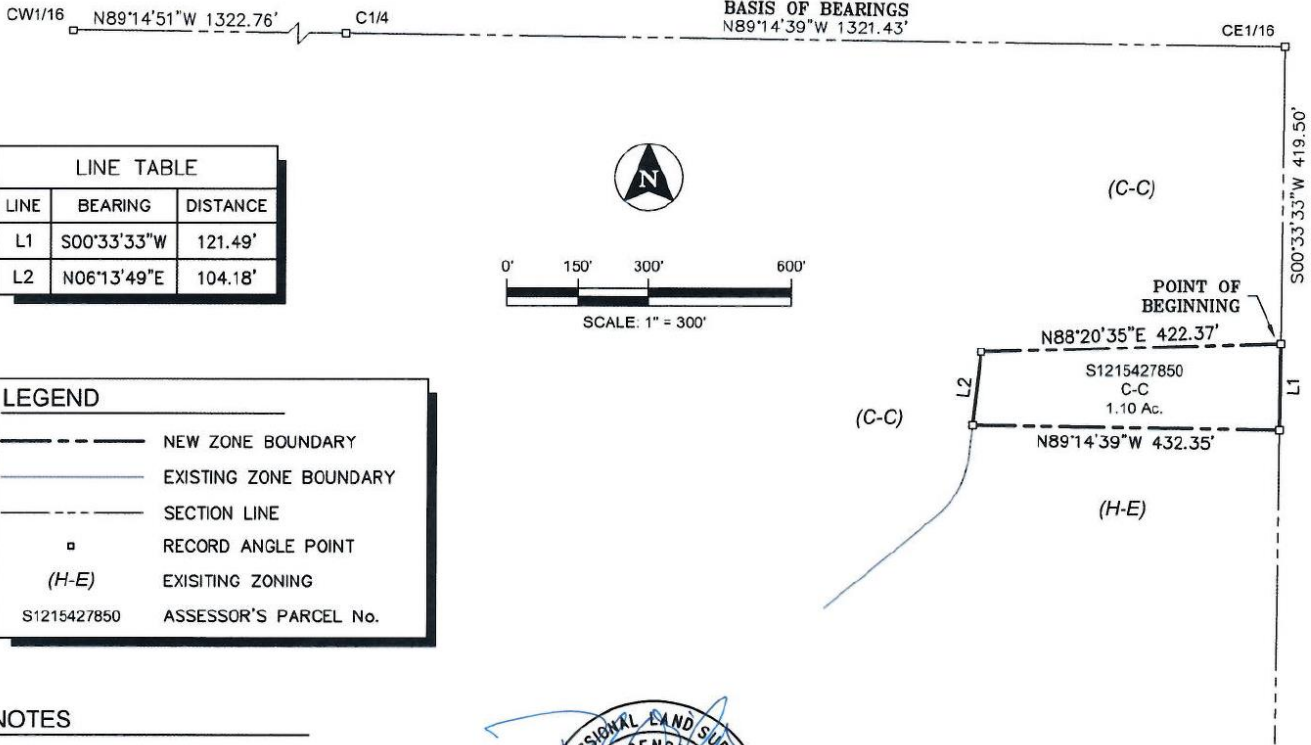 CW1/16
N89°14'51"W 1322.76'
C1/4
BASIS OF BEARINGS
N89°14'39"W 1321.43'
CE1/16
S00°33'33"W 419.50'
LINE TABLE
LINE BEARING DISTANCE
L1 S00°33'33"W 121.49'
L2 N06°13'49"E 104.18'
N
(C-C)
0' 150' 300' 600'
SCALE: 1" = 300'
POINT OF
BEGINNING
N88°20'35"E 422.37'
S1215427850
C-C
1.10 Ac.
L2
L1
(C-C)
N89°14'39"W 432.35'
(H-E)
LEGEND
NEW ZONE BOUNDARY
EXISTING ZONE BOUNDARY
SECTION LINE
RECORD ANGLE POINT
(H-E) EXISITING ZONING
S1215427850 ASSESSOR'S PARCEL No.
NOTES
LAND